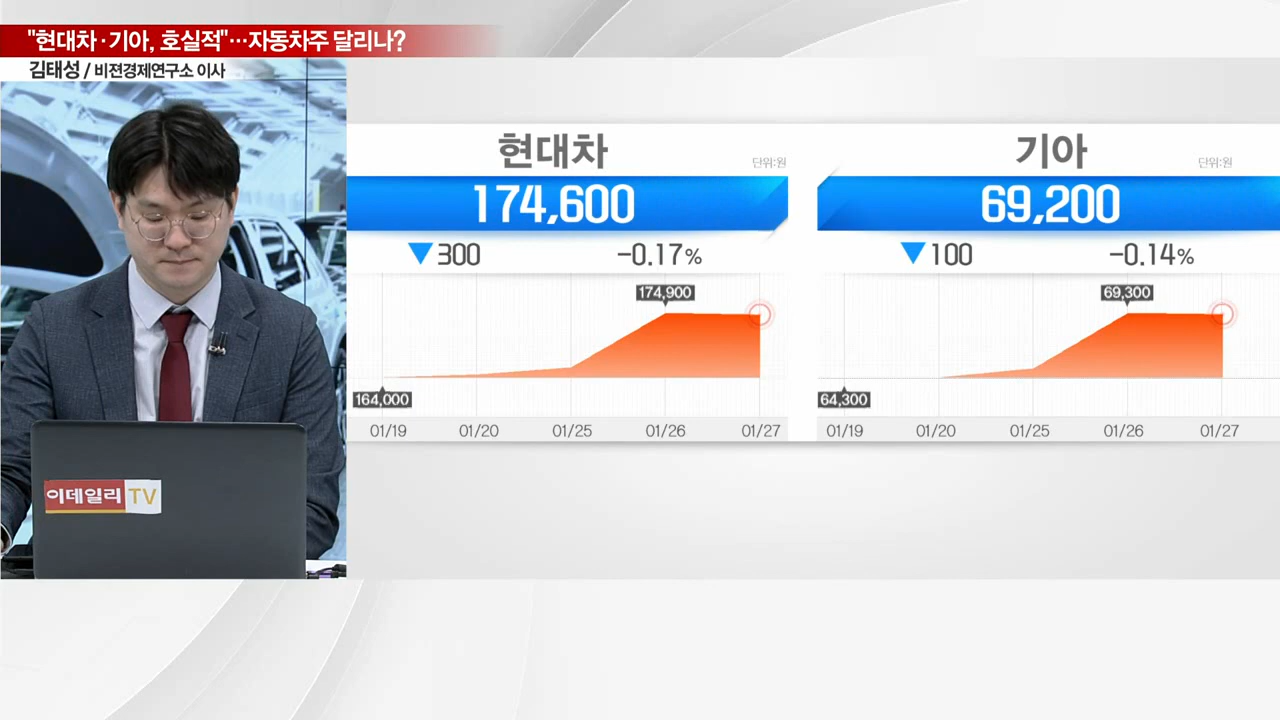 "현대차·기아, 호실적"…자동차주 달리나?
김태성 / 비젼경제연구소 이사
현대차
단위:원
174,600
▼300 -0.17%
174,900
164,000
01/19 01/20 01/25 01/26 01/27
기아
단위:원
69,200
▼100 -0.14%
69,300
64,300
01/19 01/20 01/25 01/26 01/27
이데일리 TV